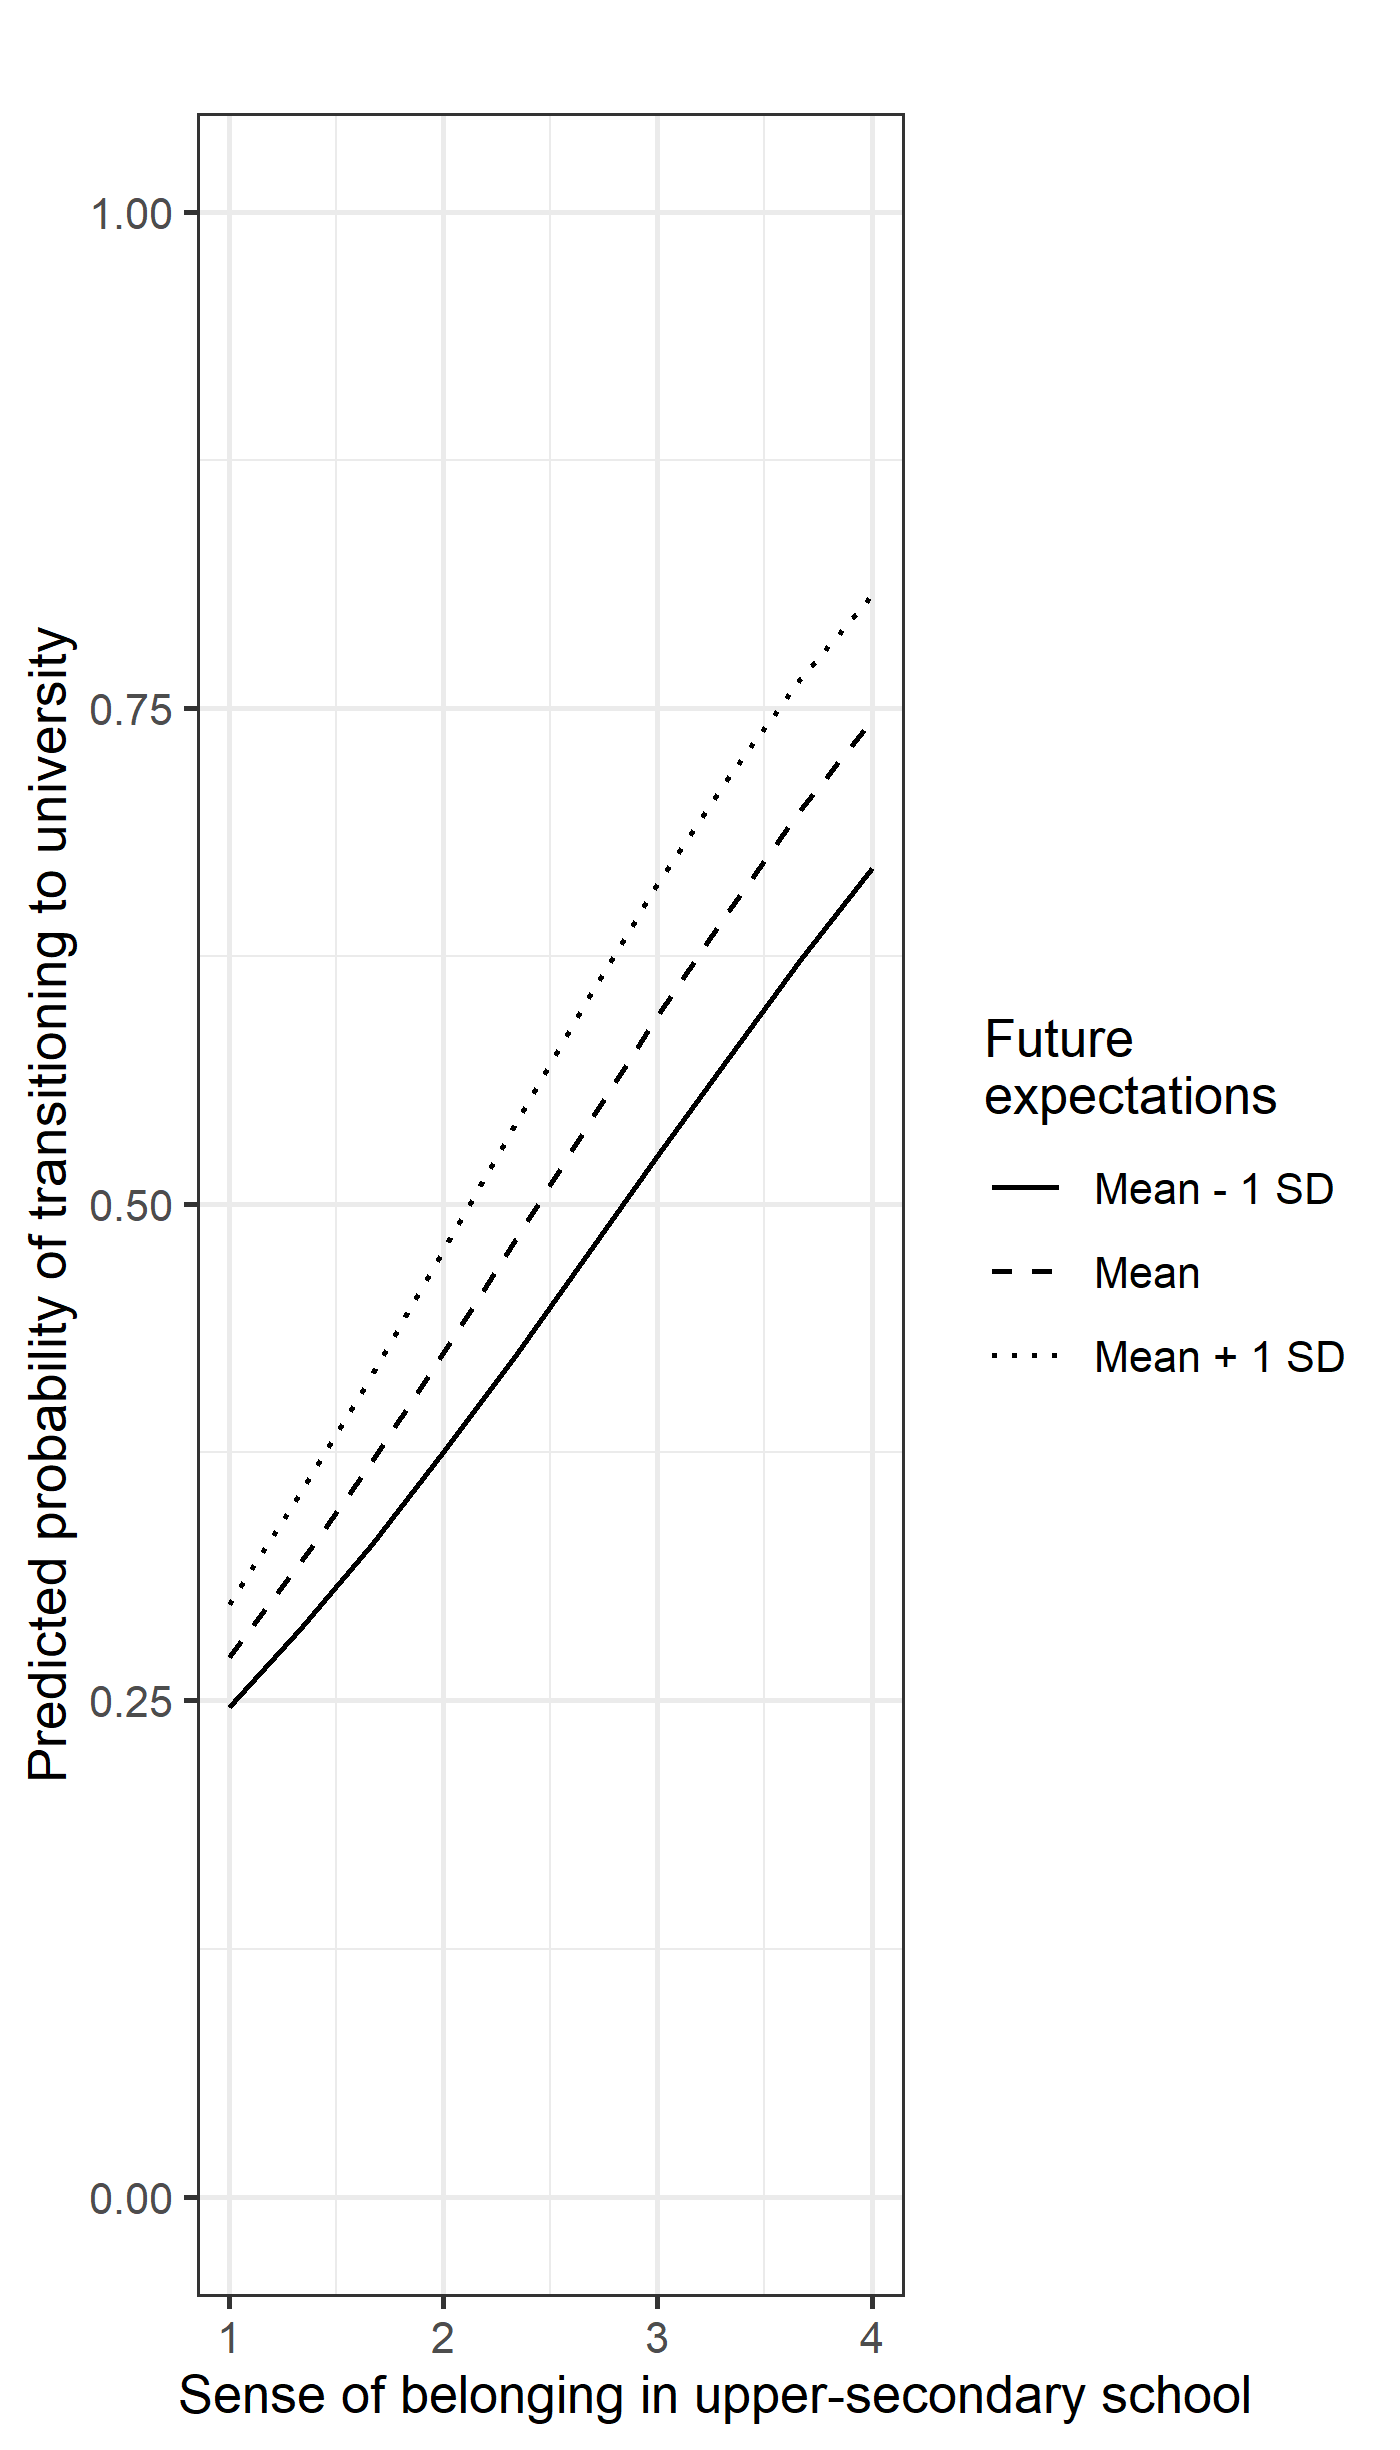 Predicted probability of transitioning to university
1.00
0.75
0.50
0.25
0.00
1 2 3 4
Sense of belonging in upper-secondary school
Future
expectations
Mean - 1 SD
Mean
Mean + 1 SD